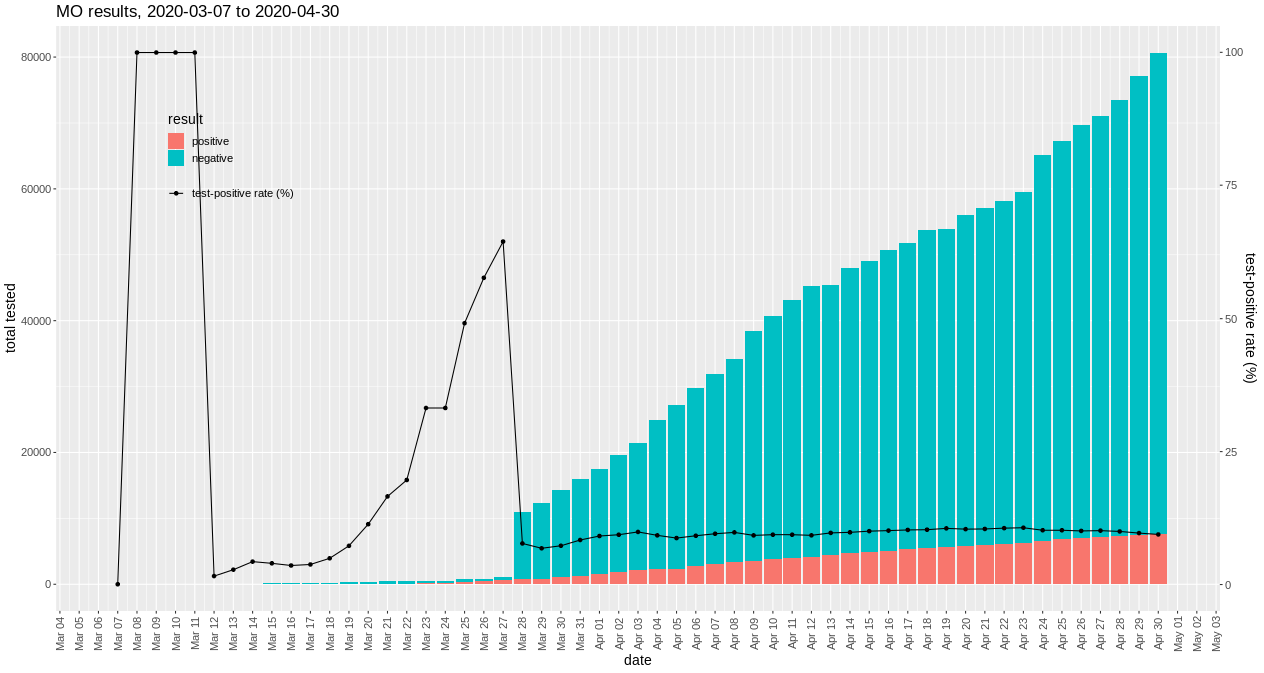 MO results, 2020-03-07 to 2020-04-30
total tested
80000
60000
40000
20000
0
result
positive
negative
test-positive rate (%)
100
75
50
25
0
test-positive rate (%)
Mar 04
Mar 05
Mar 06
Mar 07
Mar 08
Mar 09
Mar 10
Mar 11
Mar 12
Mar 13
Mar 14
Mar 15
Mar 16
Mar 17
Mar 18
Mar 19
Mar 20
Mar 21
Mar 22
Mar 23
Mar 24
Mar 25
Mar 26
Mar 27
Mar 28
Mar 29
Mar 30
Mar 31
Apr 01
Apr 02
Apr 03
Apr 04
Apr 05
Apr 06
Apr 07
Apr 08
Apr 09
Apr 10
Apr 11
Apr 12
Apr 13
Apr 14
Apr 15
Apr 16
Apr 17
Apr 18
Apr 19
Apr 20
Apr 21
Apr 22
Apr 23
Apr 24
Apr 25
Apr 26
Apr 27
Apr 28
Apr 29
Apr 30
May 01
May 02
May 03
date